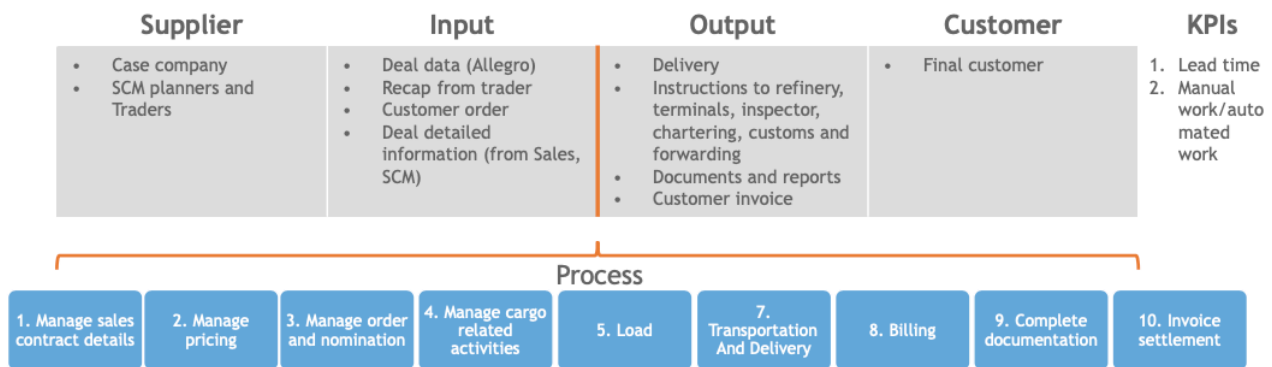 Supplier
Input
Output
Customer
KPIs
• Case company
• SCM planners and
Traders
• Deal data (Allegro)
• Recap from trader
• Customer order
• Deal detailed
information (from Sales,
SCM)
• Delivery
• Instructions to refinery,
terminals, inspector,
chartering, customs and
forwarding
• Documents and reports
• Customer invoice
• Final customer
1. Lead time
2. Manual
work/auto
mated
work
Process
1. Manage sales
contract details
2. Manage
pricing
3. Manage order
and nomination
4. Manage cargo
related
activities
5. Load
7.
Transportation
And Delivery
8. Billing
9. Complete
documentation
10. Invoice
settlement